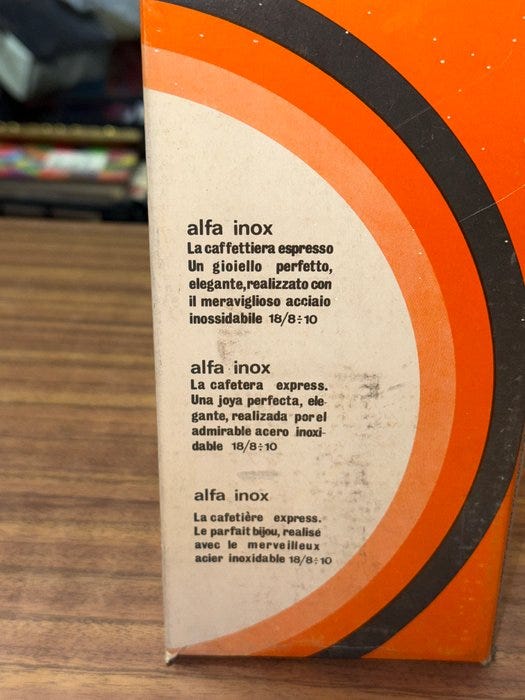 alfa inox
La caffettiera espresso
Un gioiello perfetto,
elegante,realizzato con
il meraviglioso acciaio
inossidabile 18/8÷10
alfa inox
La cafetera express.
Una joya perfecta, ele-
gante, realizada por el
admirable acero inoxi-
dable 18/8÷10
alfa inox
La cafetière express.
Le parfait bijou, realisé
avec le merveilleux
acier inoxidable 18/8÷10